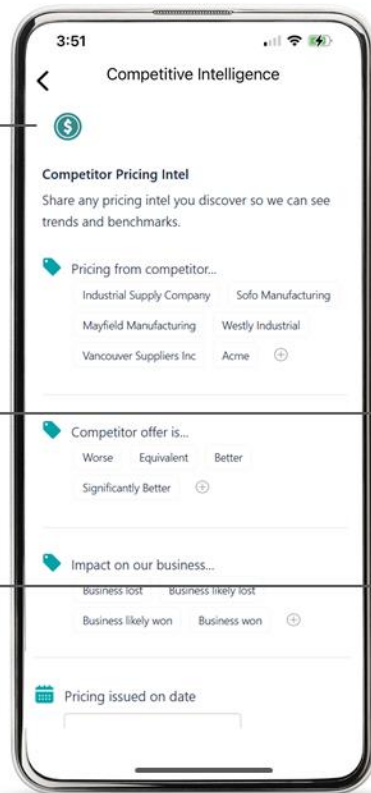 3:51
Competitive Intelligence
$
Competitor Pricing Intel
Share any pricing intel you discover so we can see
trends and benchmarks.
Pricing from competitor...
Industrial Supply Company Sofo Manufacturing
Mayfield Manufacturing Westly Industrial
Vancouver Suppliers Inc Acme
Competitor offer is...
Worse Equivalent Better
Significantly Better
Impact on our business...
Business lost Business likely lost
Business likely won Business won
Pricing issued on date